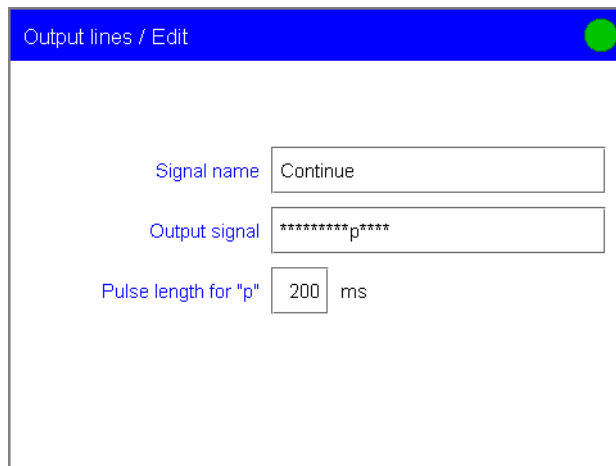 Output lines / Edit
Signal name Continue
Output signal *********p****
Pulse length for "p" 200 ms